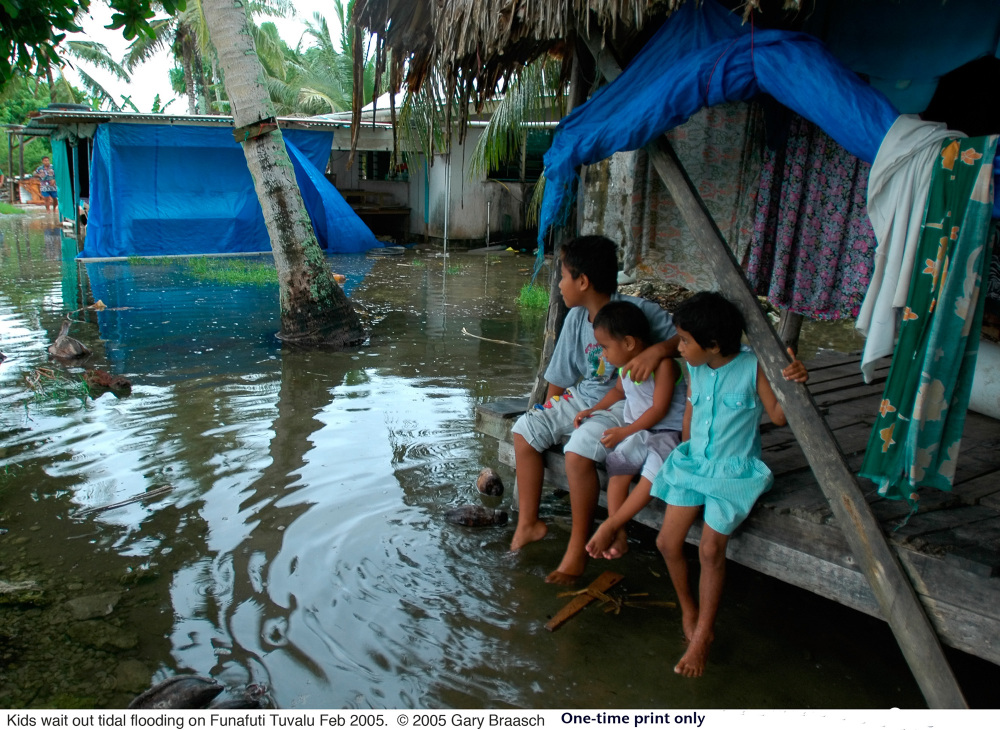 Kids wait out tidal flooding on Funafuti Tuvalu Feb 2005.  © 2005 Gary Braasch One-time print only